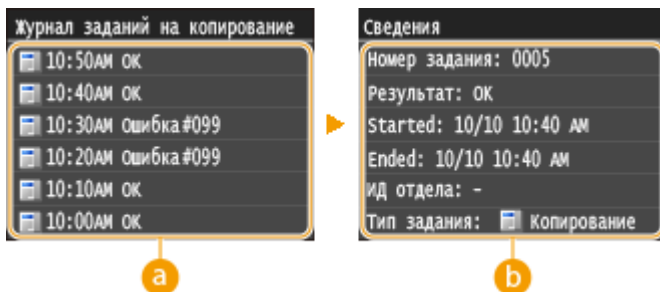 Журнал заданий на копирование
10:50AM OK
10:40AM OK
10:30AM Ошибка#099
10:20AM Ошибка#099
10:10AM OK
10:00AM OK
a
Сведения
Номер задания: 0005
Результат: OK
Started: 10/10 10:40 AM
Ended: 10/10 10:40 AM
ИД отдела: -
Тип задания: Копирование
b